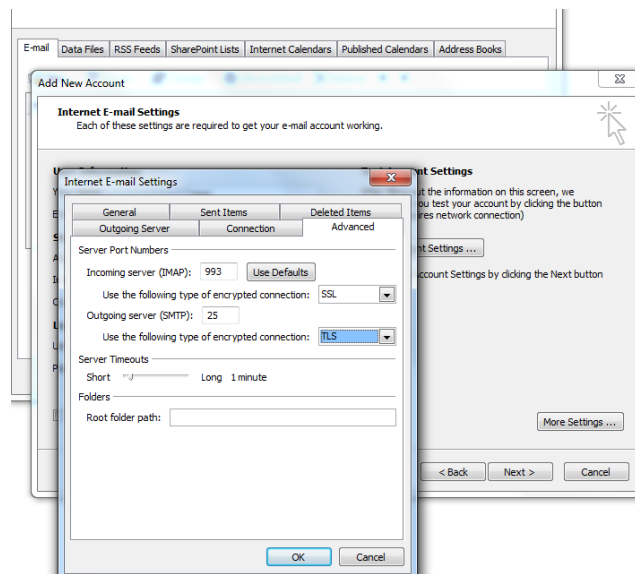 E-mail Data Files RSS Feeds SharePoint Lists Internet Calendars Published Calendars Address Books
Add New Account
Internet E-mail Settings
Each of these settings are required to get your e-mail account working.
Internet E-mail Settings
General Sent Items Deleted Items
Outgoing Server Connection Advanced
Server Port Numbers
Incoming server (IMAP): 993 Use Defaults
Use the following type of encrypted connection: SSL
Outgoing server (SMTP): 25
Use the following type of encrypted connection: TLS
Server Timeouts
Short Long 1 minute
Folders
Root folder path:
OK Cancel
Settings
the information on this screen, we
test your account by clicking the button
network connection)
Settings ...
Account Settings by clicking the Next button
More Settings ...
< Back Next > Cancel